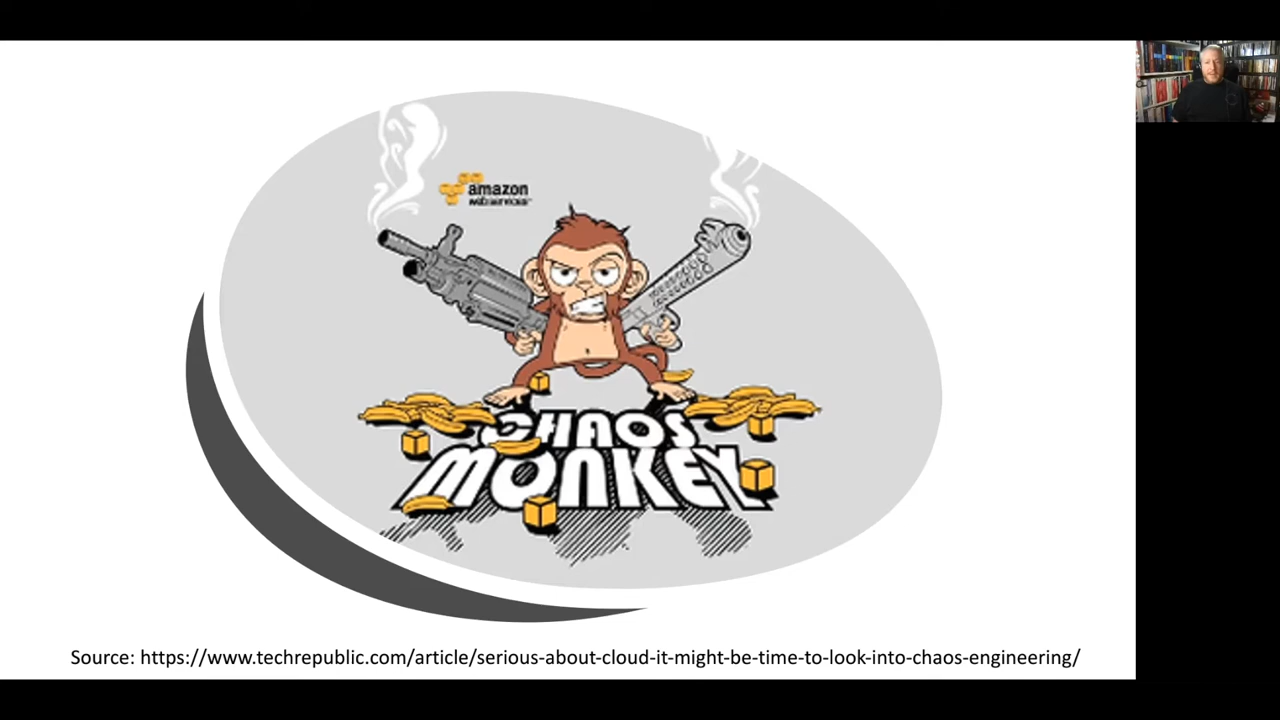 amazon
webservices™
CHAOS
MONKEY
Source: https://www.techrepublic.com/article/serious-about-cloud-it-might-be-time-to-look-into-chaos-engineering/